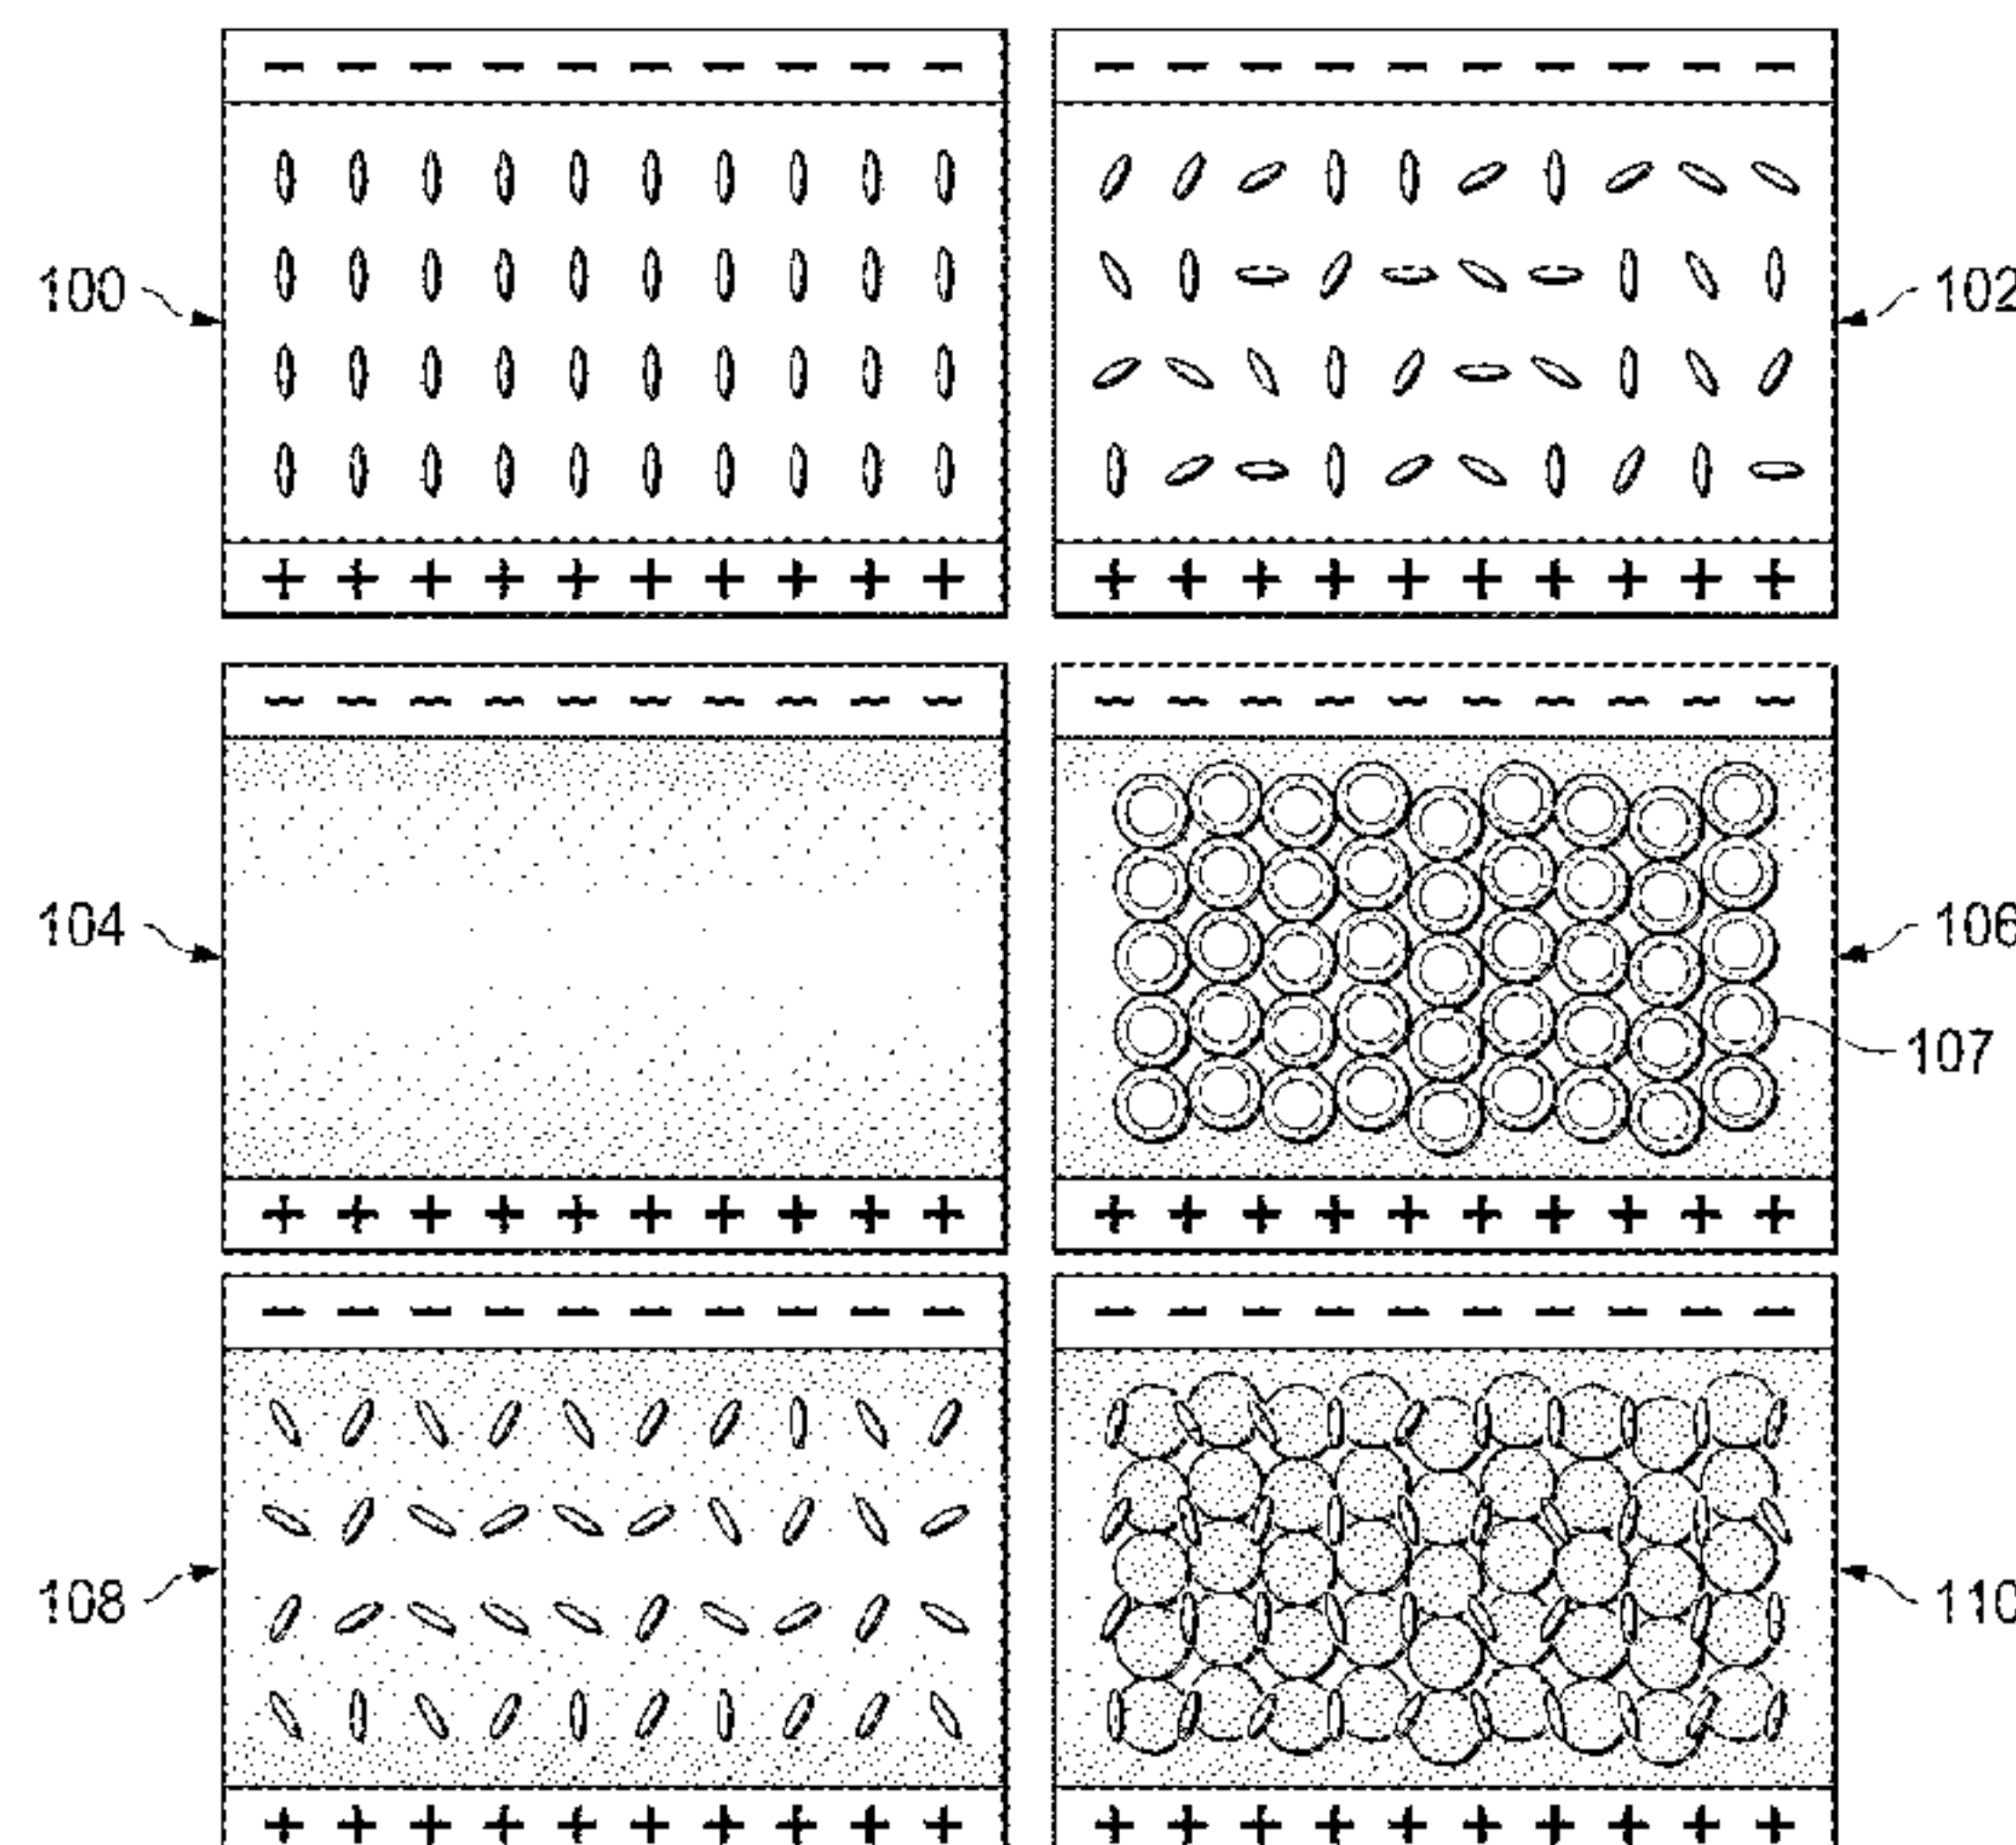 − − − − − − − − − −
− − − − − − − − − −
100
102
+ + + + + + + + + +
+ + + + + + + + + +
− − − − − − − − − −
− − − − − − − − − −
104
106
107
+ + + + + + + + + +
+ + + + + + + + + +
− − − − − − − − − −
− − − − − − − − − −
108
110
+ + + + + + + + + +
+ + + + + + + + + +